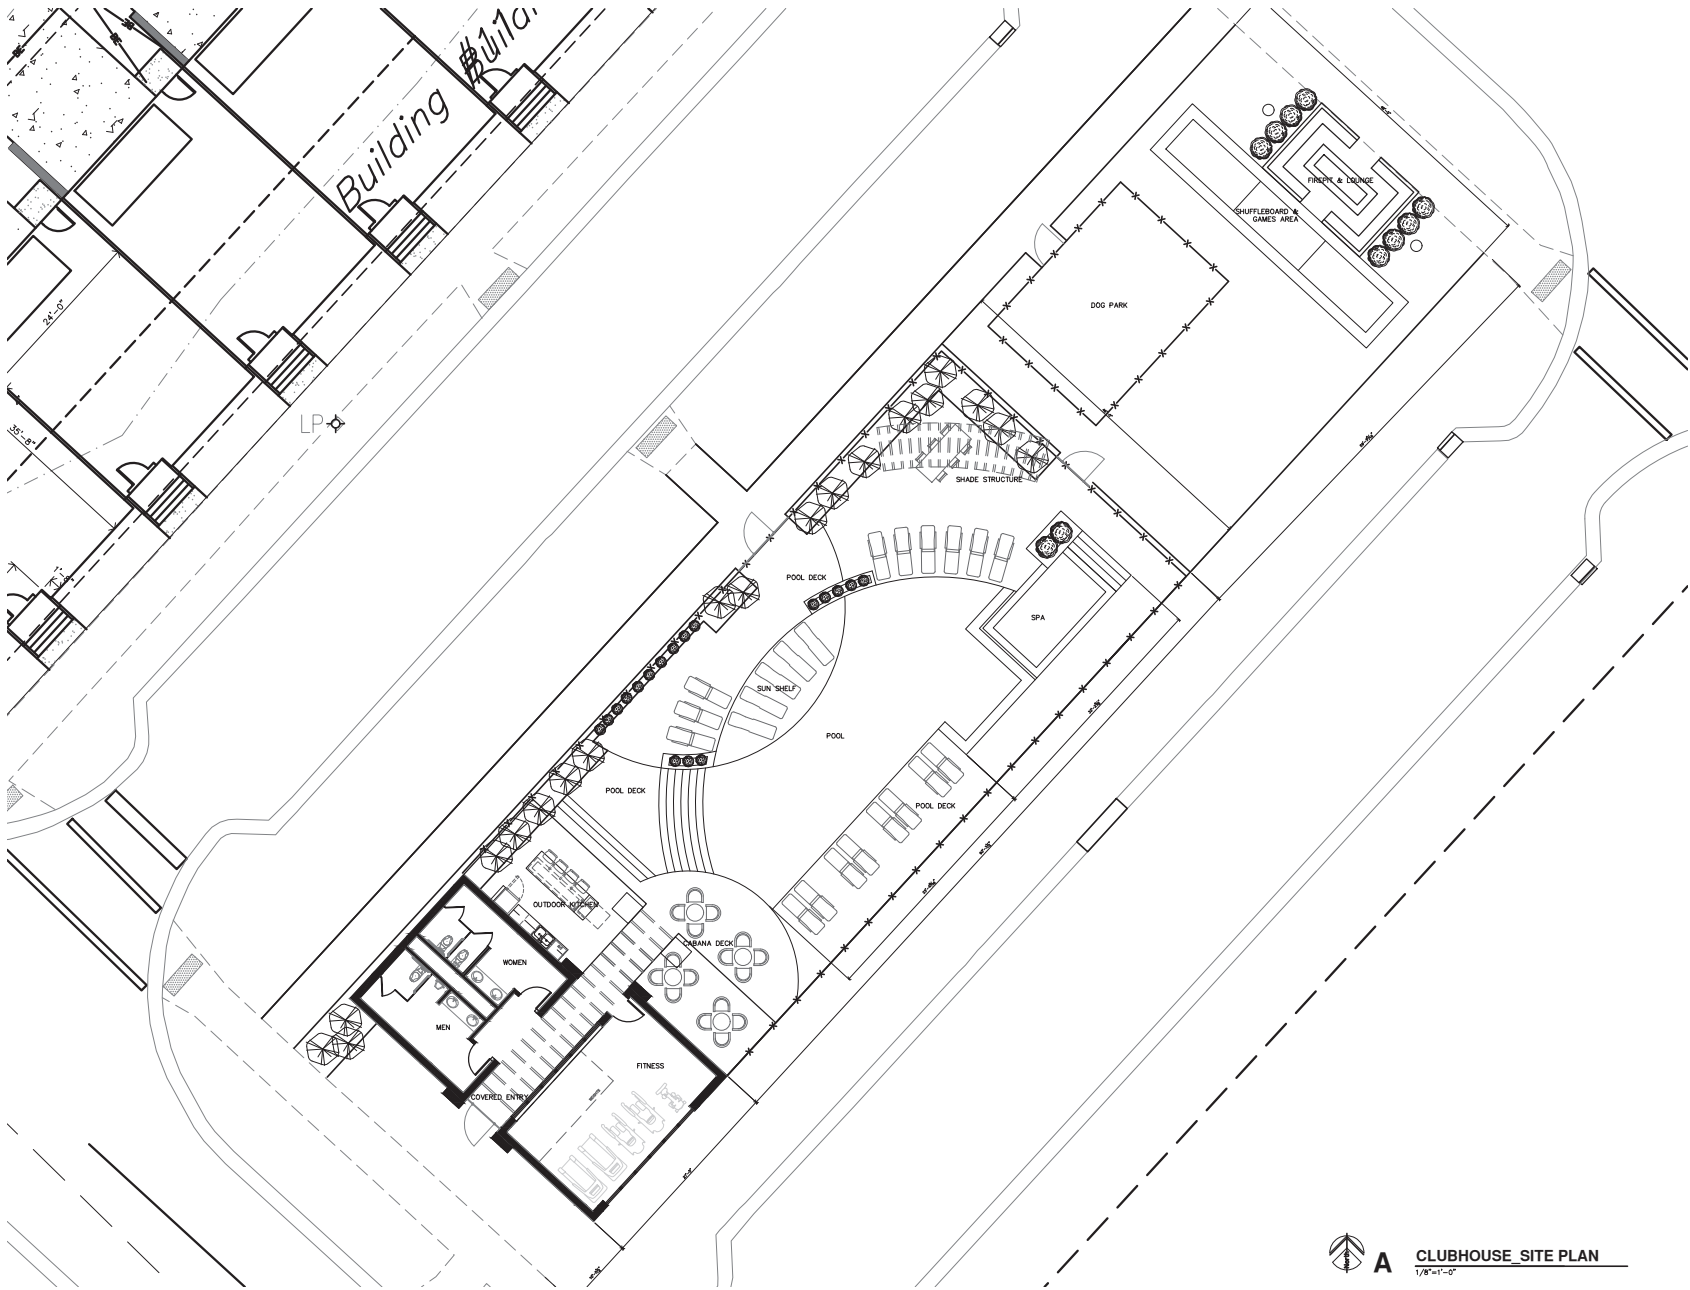 #11
Building
Building
24'-0"
35'-8"
LP
FIREPIT & LOUNGE
SHUFFLEBOARD &
GAMES AREA
DOG PARK
SHADE STRUCTURE
POOL DECK
SPA
SUN SHELF
POOL
POOL DECK
POOL DECK
OUTDOOR KITCHEN
CABANA DECK
WOMEN
MEN
FITNESS
COVERED ENTRY
A
CLUBHOUSE_SITE PLAN
1/8"=1'-0"